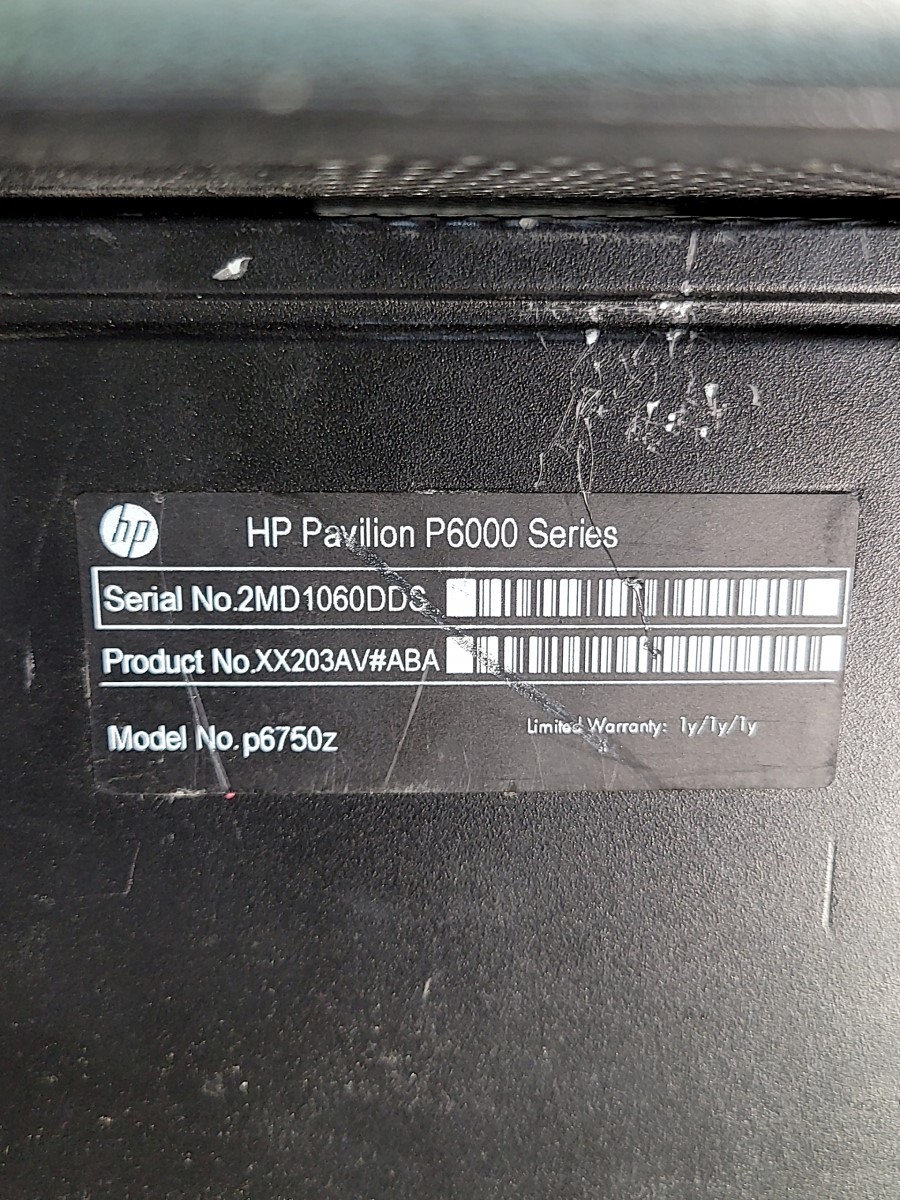 hp
HP Pavilion P6000 Series
Serial No.2MD1060DDS
Product No.XX203AV#ABA
Model No.p6750z
Limited Warranty: 1y/1y/1y